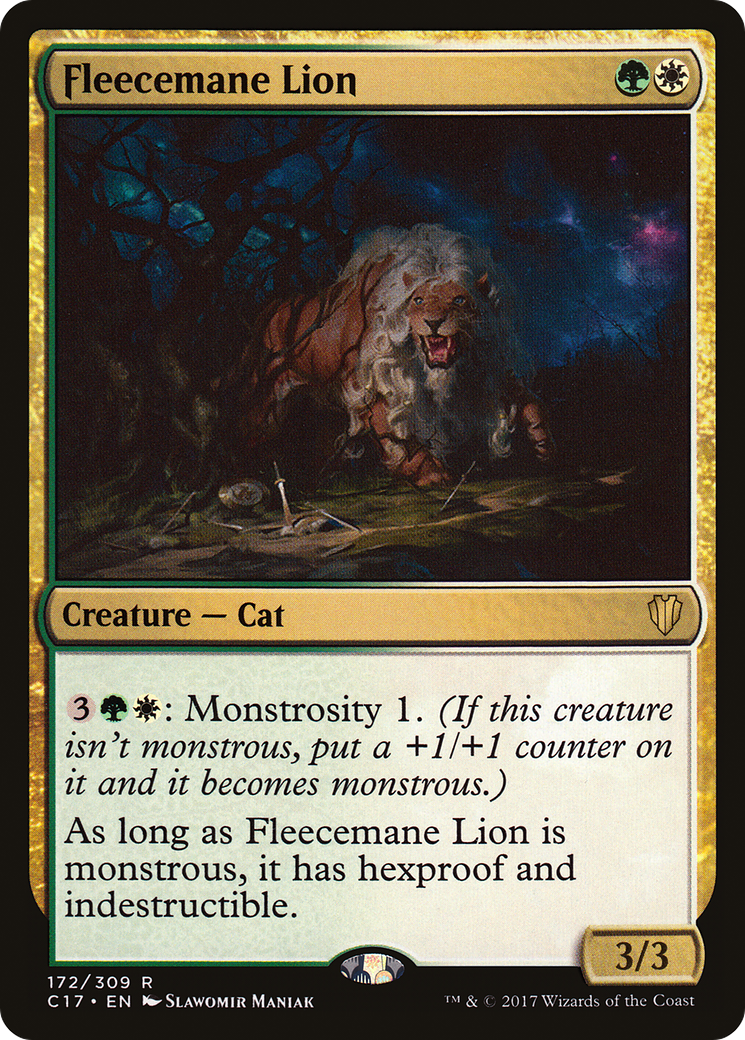 Fleecemane Lion
Creature — Cat
3: Monstrosity 1. (If this creature
isn't monstrous, put a +1/+1 counter on
it and it becomes monstrous.)
As long as Fleecemane Lion is
monstrous, it has hexproof and
indestructible.
3/3
172/309 R
C17 • EN Slawomir Maniak
™ & © 2017 Wizards of the Coast